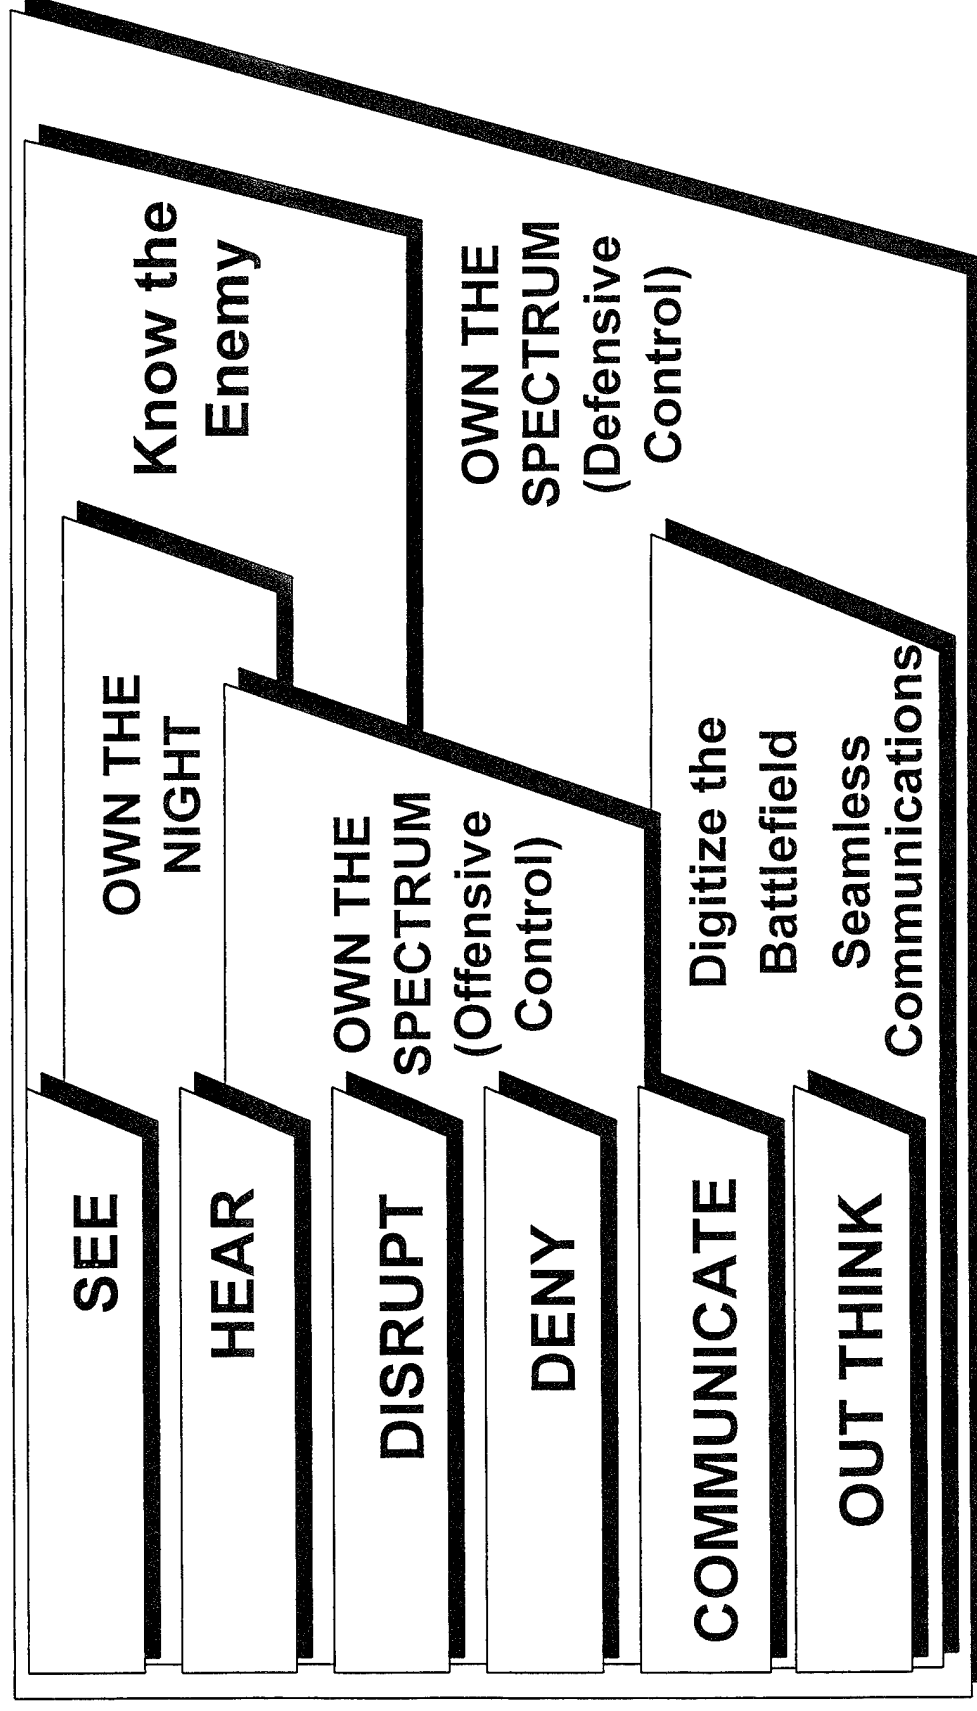 SEE
HEAR
DISRUPT
DENY
COMMUNICATE
OUT THINK
OWN THE
NIGHT
OWN THE
SPECTRUM
(Offensive
Control)
Digitize the
Battlefield
Seamless
Communications
Know the
Enemy
OWN THE
SPECTRUM
(Defensive
Control)